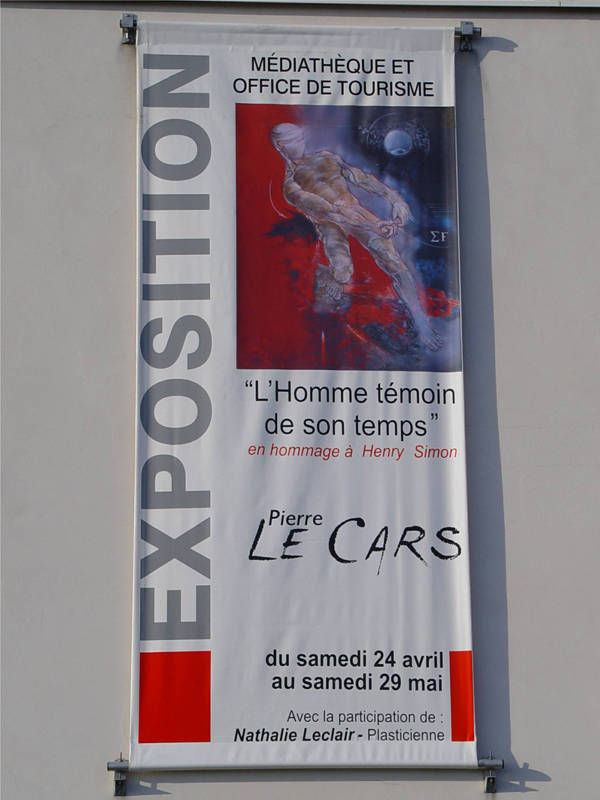 EXPOSITION
MÉDIATHÈQUE ET
OFFICE DE TOURISME
ΣF
“L’Homme témoin
de son temps”
en hommage à Henry Simon
Pierre
LE CARS
du samedi 24 avril
au samedi 29 mai
Avec la participation de :
Nathalie Leclair - Plasticienne